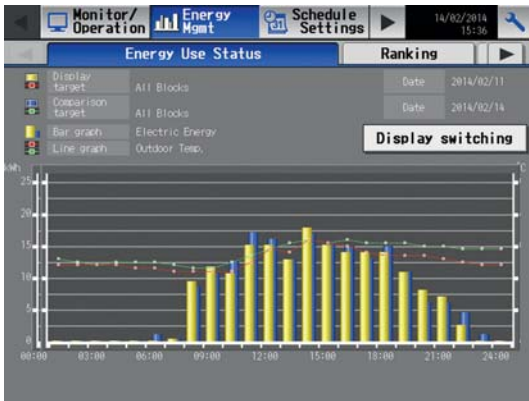 Monitor/
Operation
Energy
Mgmt
Schedule
Settings
14/02/2014
15:36
Energy Use Status
Ranking
Display
target
All Blocks
Date 2014/02/11
Comparison
target
All Blocks
Date 2014/02/14
Bar graph Electric Energy
Line graph Outdoor Temp.
Display switching
kWh
°C
25
20
15
10
5
0
00:00 03:00 06:00 09:00 12:00 15:00 18:00 21:00 24:00